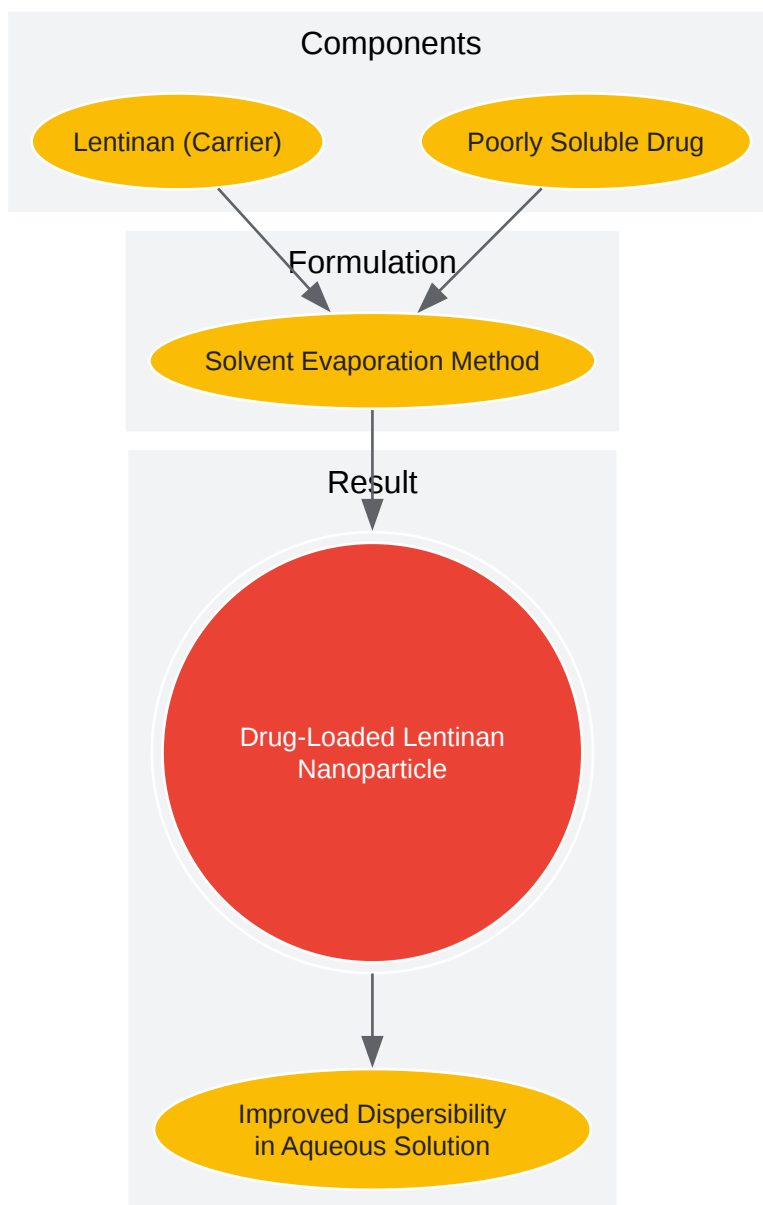 Components
Lentinan (Carrier)
Poorly Soluble Drug
Formulation
Solvent Evaporation Method
Result
Drug-Loaded Lentinan
Nanoparticle
Improved Dispersibility
in Aqueous Solution